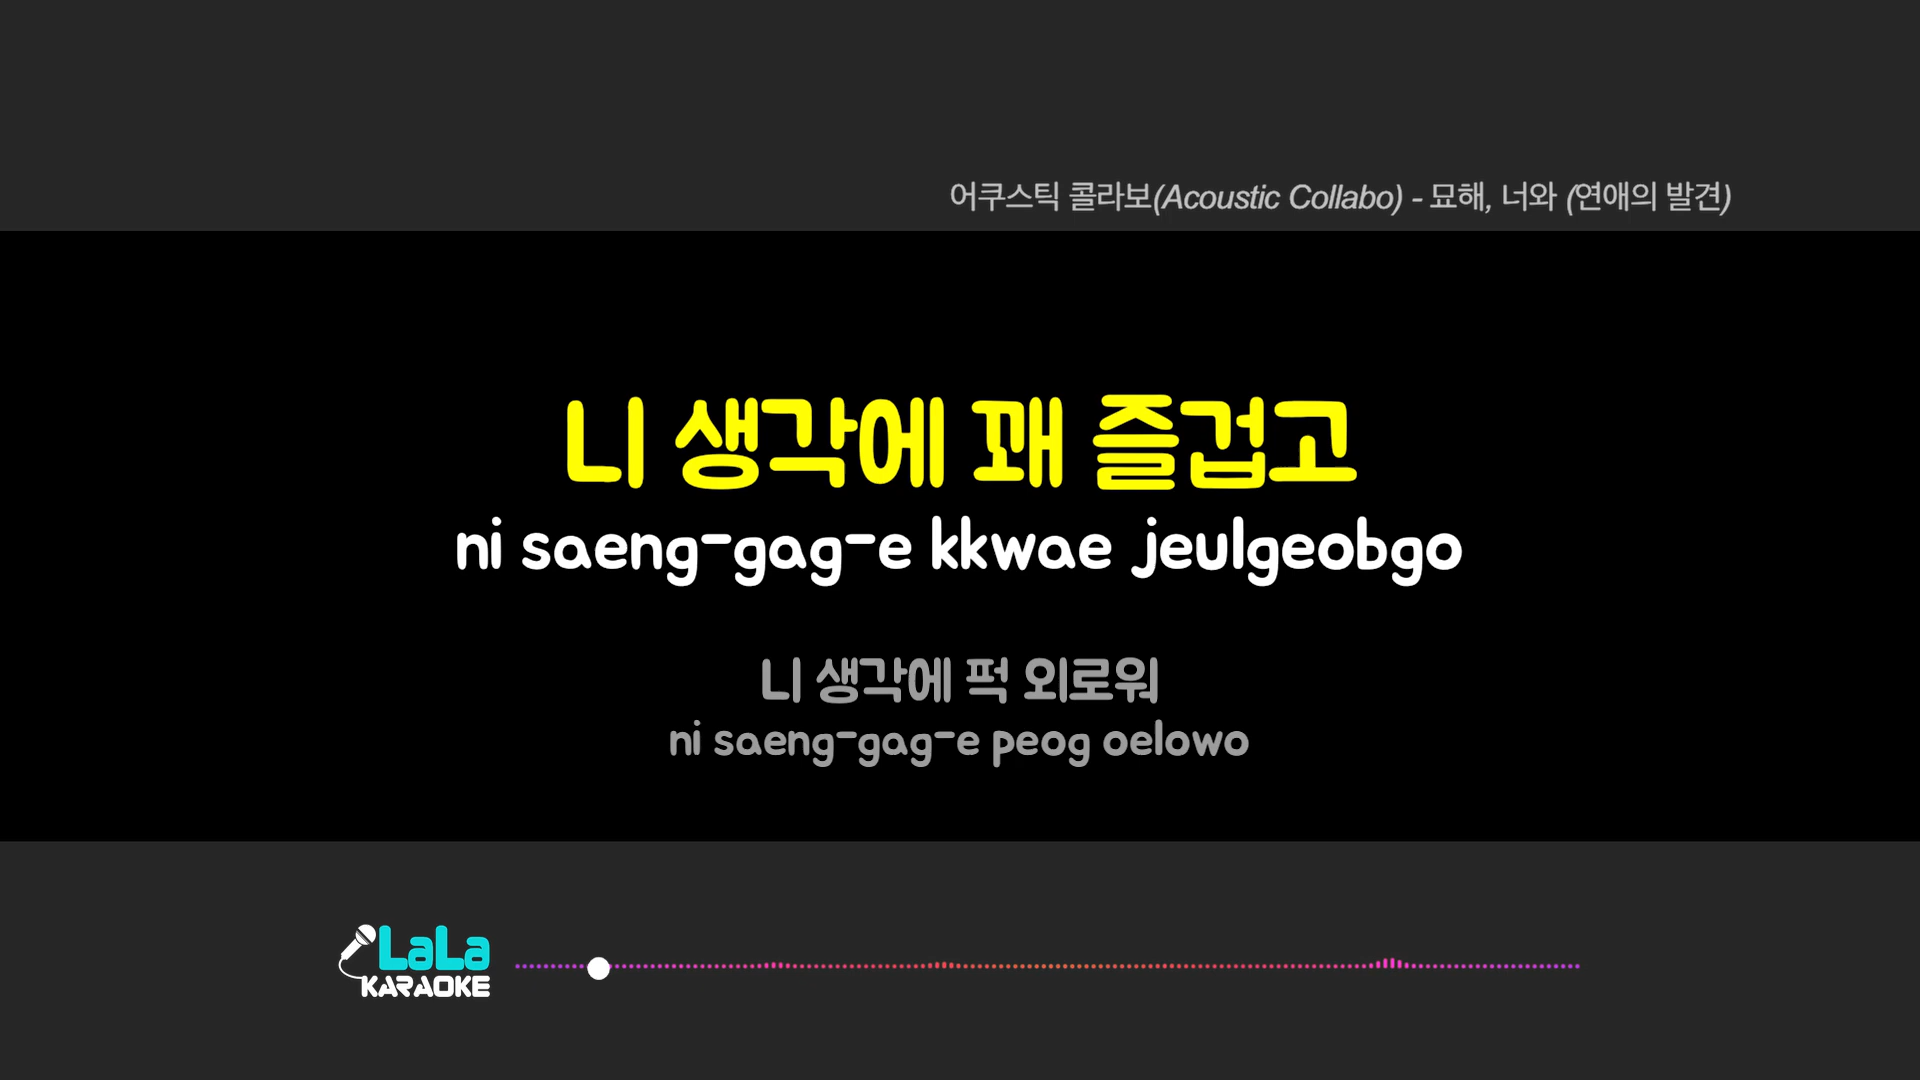 어쿠스틱 콜라보(Acoustic Collabo) - 묘해, 너와 (연애의 발견)
니 생각에 꽤 즐겁고
ni saeng-gag-e kkwae jeulgeobgo
니 생각에 퍽 외로워
ni saeng-gag-e peog oelowo
LaLa
KARAOKE